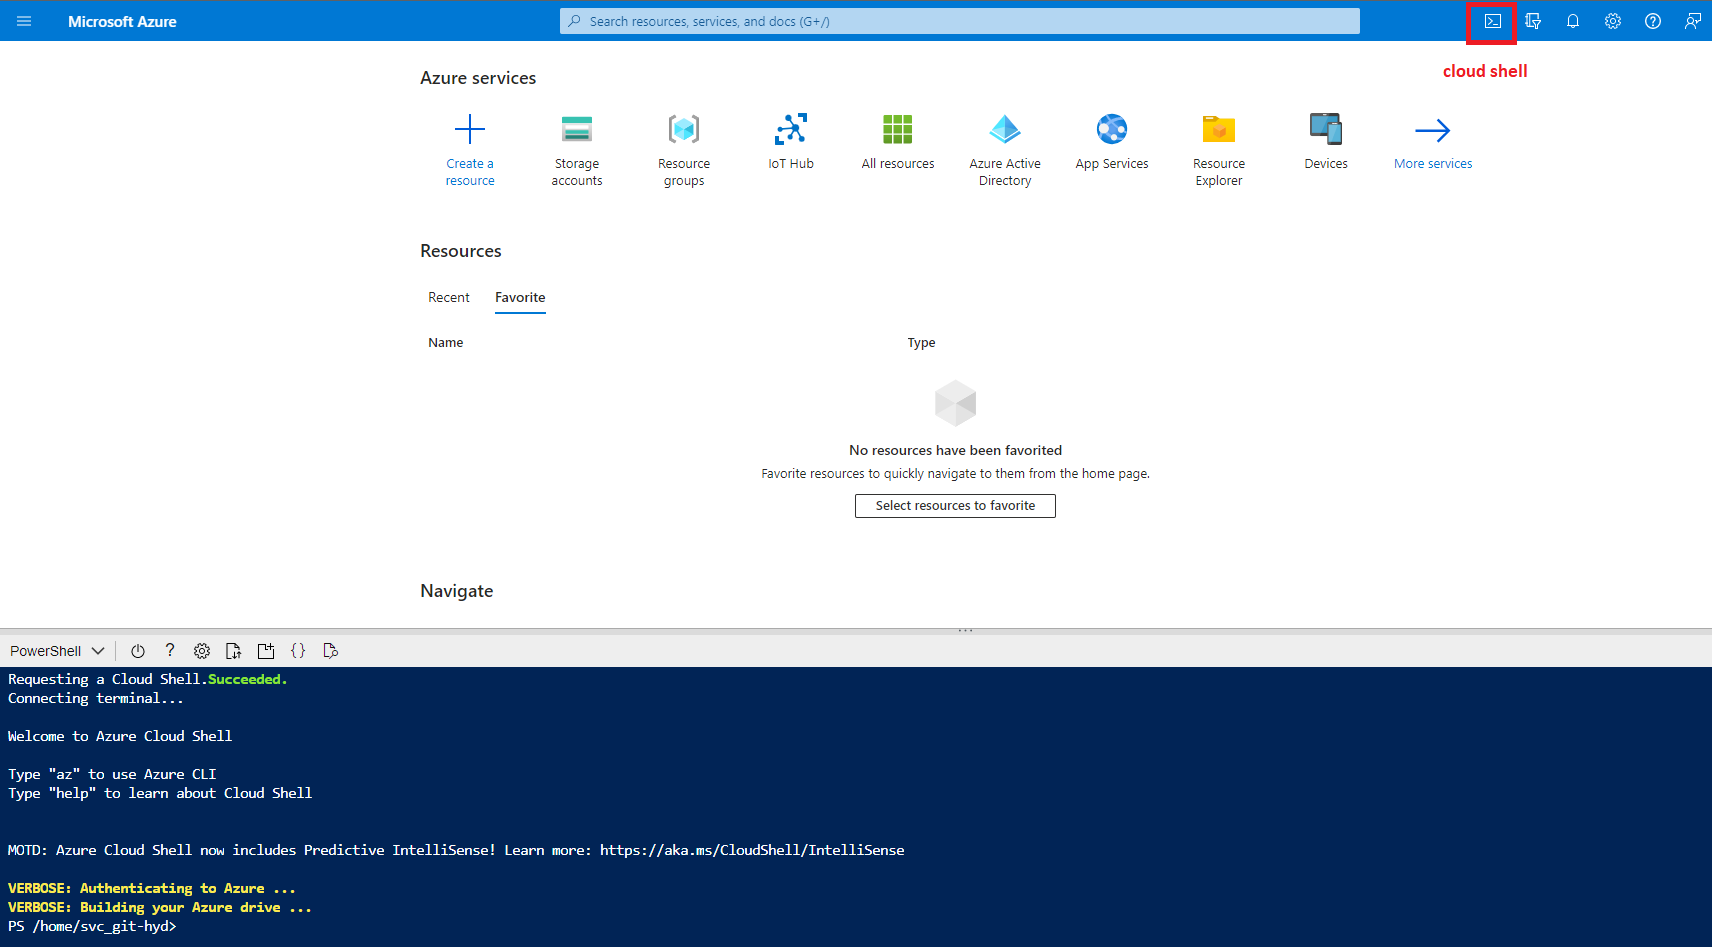 Microsoft Azure
Search resources, services, and docs (G+/)
cloud shell
Azure services
Create a resource
Storage accounts
Resource groups
IoT Hub
All resources
Azure Active Directory
App Services
Resource Explorer
Devices
More services
Resources
Recent
Favorite
Name
Type
No resources have been favorited
Favorite resources to quickly navigate to them from the home page.
Select resources to favorite
Navigate
PowerShell
Requesting a Cloud Shell.Succeeded.
Connecting terminal...
Welcome to Azure Cloud Shell
Type "az" to use Azure CLI
Type "help" to learn about Cloud Shell
MOTD: Azure Cloud Shell now includes Predictive IntelliSense! Learn more: https://aka.ms/CloudShell/IntelliSense
VERBOSE: Authenticating to Azure ...
VERBOSE: Building your Azure drive ...
PS /home/svc_git-hyd>